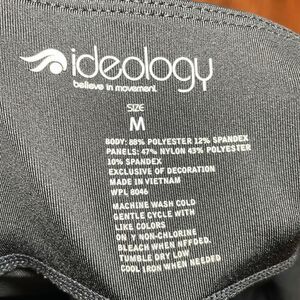 ideology
believe in movement.
SIZE
M
BODY: 88% POLYESTER 12% SPANDEX
PANELS: 47% NYLON 43% POLYESTER
10% SPANDEX
EXCLUSIVE OF DECORATION
MADE IN VIETNAM
WPL 8046
MACHINE WASH COLD
GENTLE CYCLE WITH
LIKE COLORS
ON Y NON-CHLORINE
BLEACH WHEN NEEDED.
TUMBLE DRY LOW
COOL IRON WHEN NEEDED